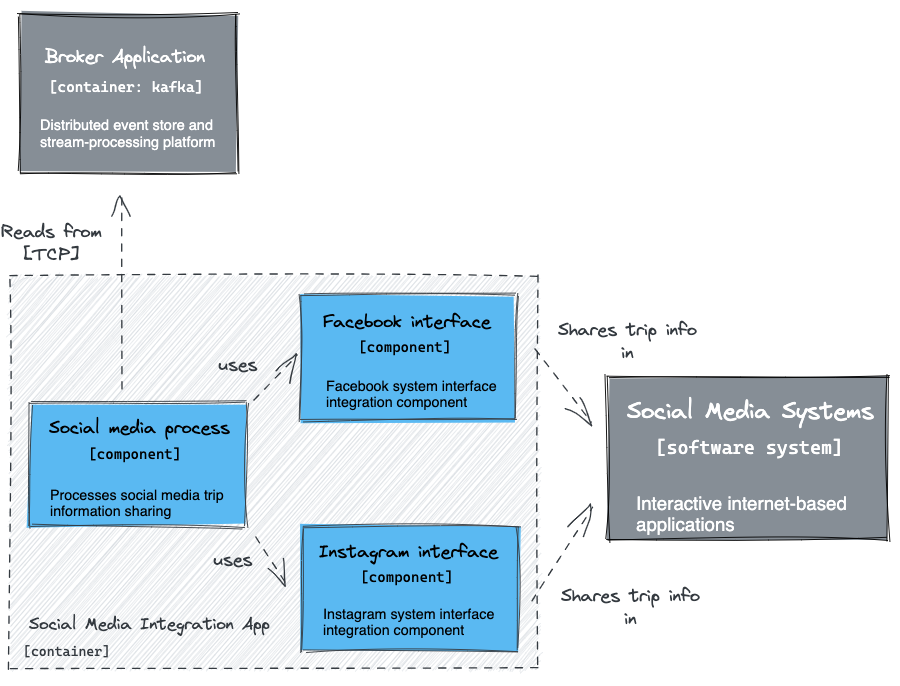 Broker Application
[container: kafka]
Distributed event store and
stream-processing platform
Reads from
[TCP]
Facebook interface
[component]
Facebook system interface
integration component
Shares trip info
in
uses
Social media process
[component]
Processes social media trip
information sharing
Social Media Systems
[software system]
Interactive internet-based
applications
uses
Instagram interface
[component]
Instagram system interface
integration component
Shares trip info
in
Social Media Integration App
[container]